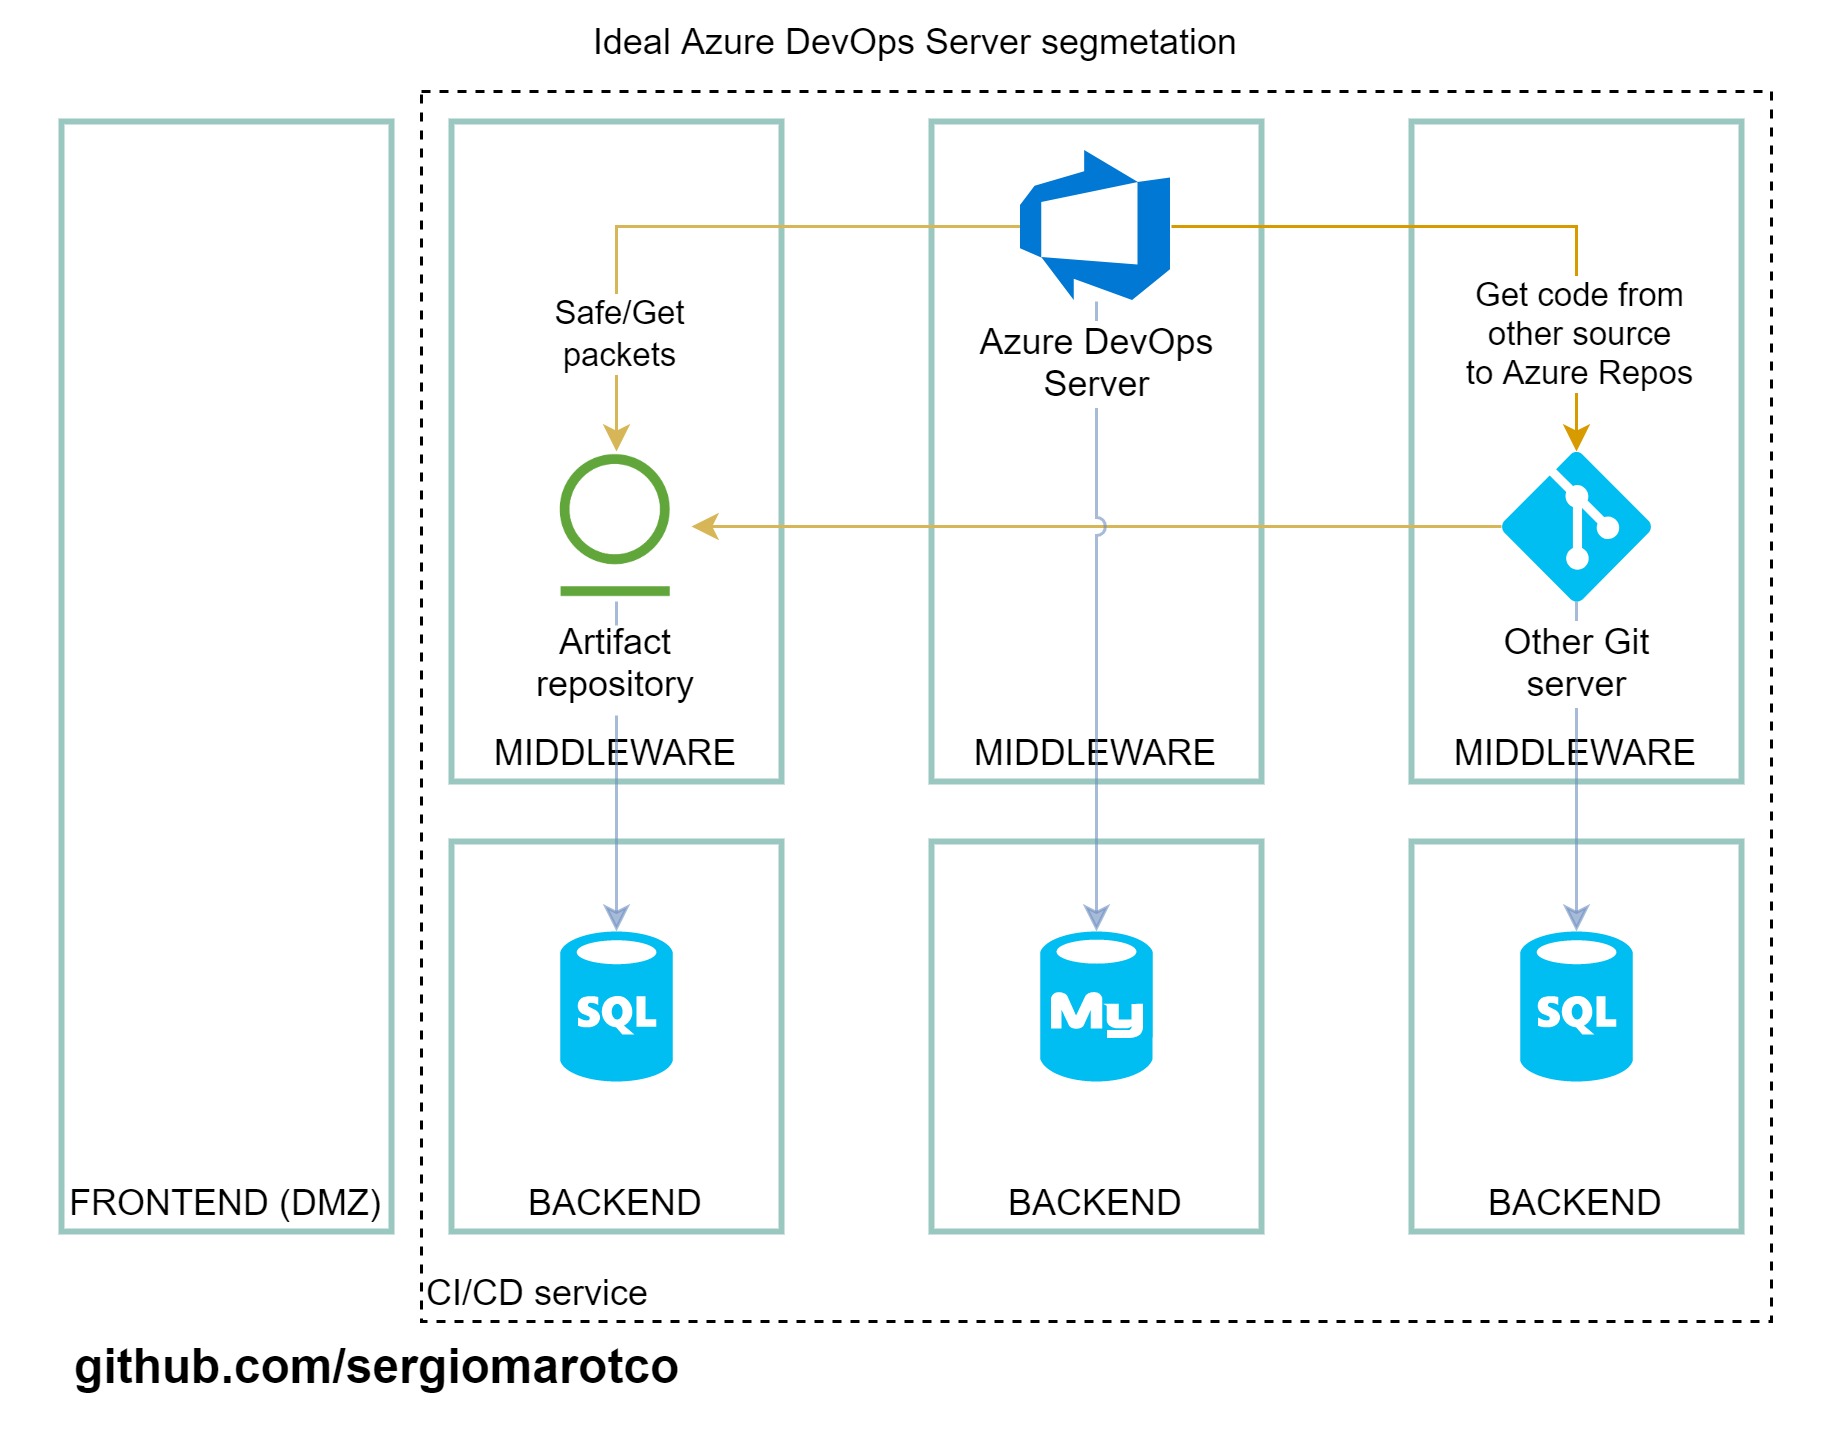 Ideal Azure DevOps Server segmetation
Safe/Get
packets
Azure DevOps
Server
Get code from
other source
to Azure Repos
Artifact
repository
Other Git
server
MIDDLEWARE
MIDDLEWARE
MIDDLEWARE
SQL
My
SQL
FRONTEND (DMZ)
BACKEND
BACKEND
BACKEND
CI/CD service
github.com/sergiomarotco